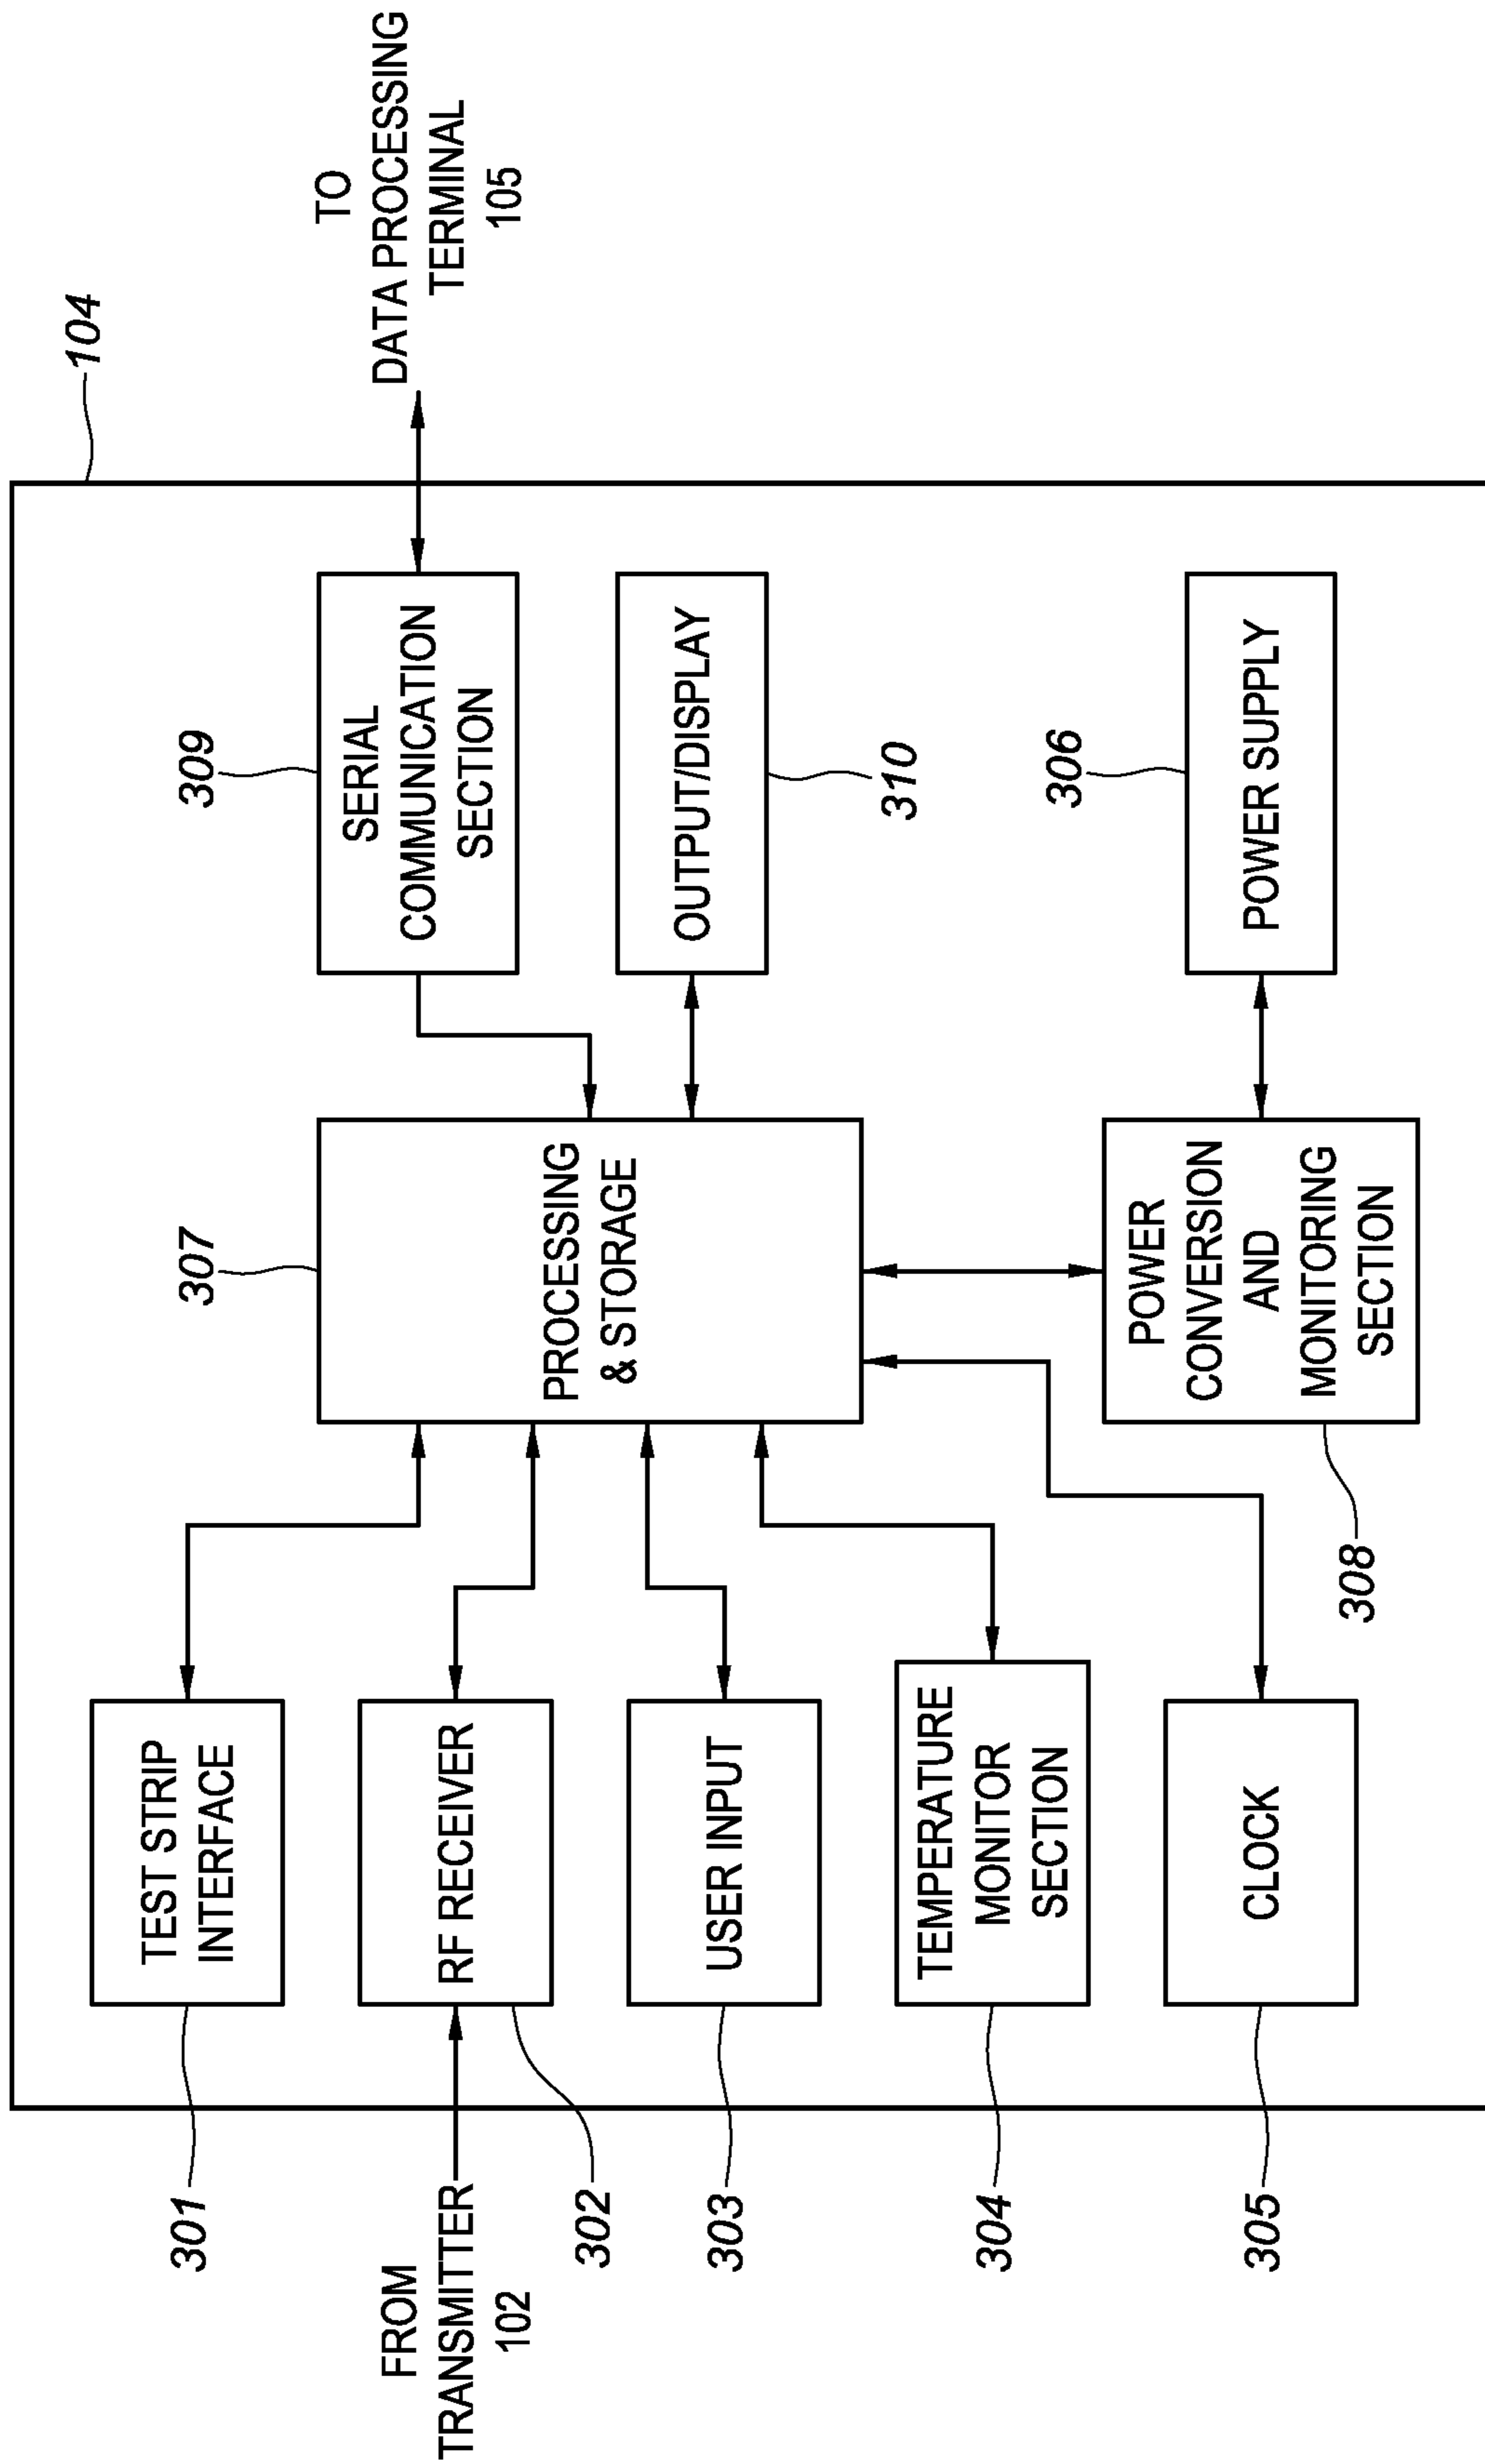 104
301
TEST STRIP
INTERFACE
FROM
TRANSMITTER
102
RF RECEIVER
302
303
USER INPUT
304
TEMPERATURE
MONITOR
SECTION
305
CLOCK
307
PROCESSING
& STORAGE
308
POWER
CONVERSION
AND
MONITORING
SECTION
309
SERIAL
COMMUNICATION
SECTION
OUTPUT/DISPLAY
310
306
POWER SUPPLY
TO
DATA PROCESSING
TERMINAL
105